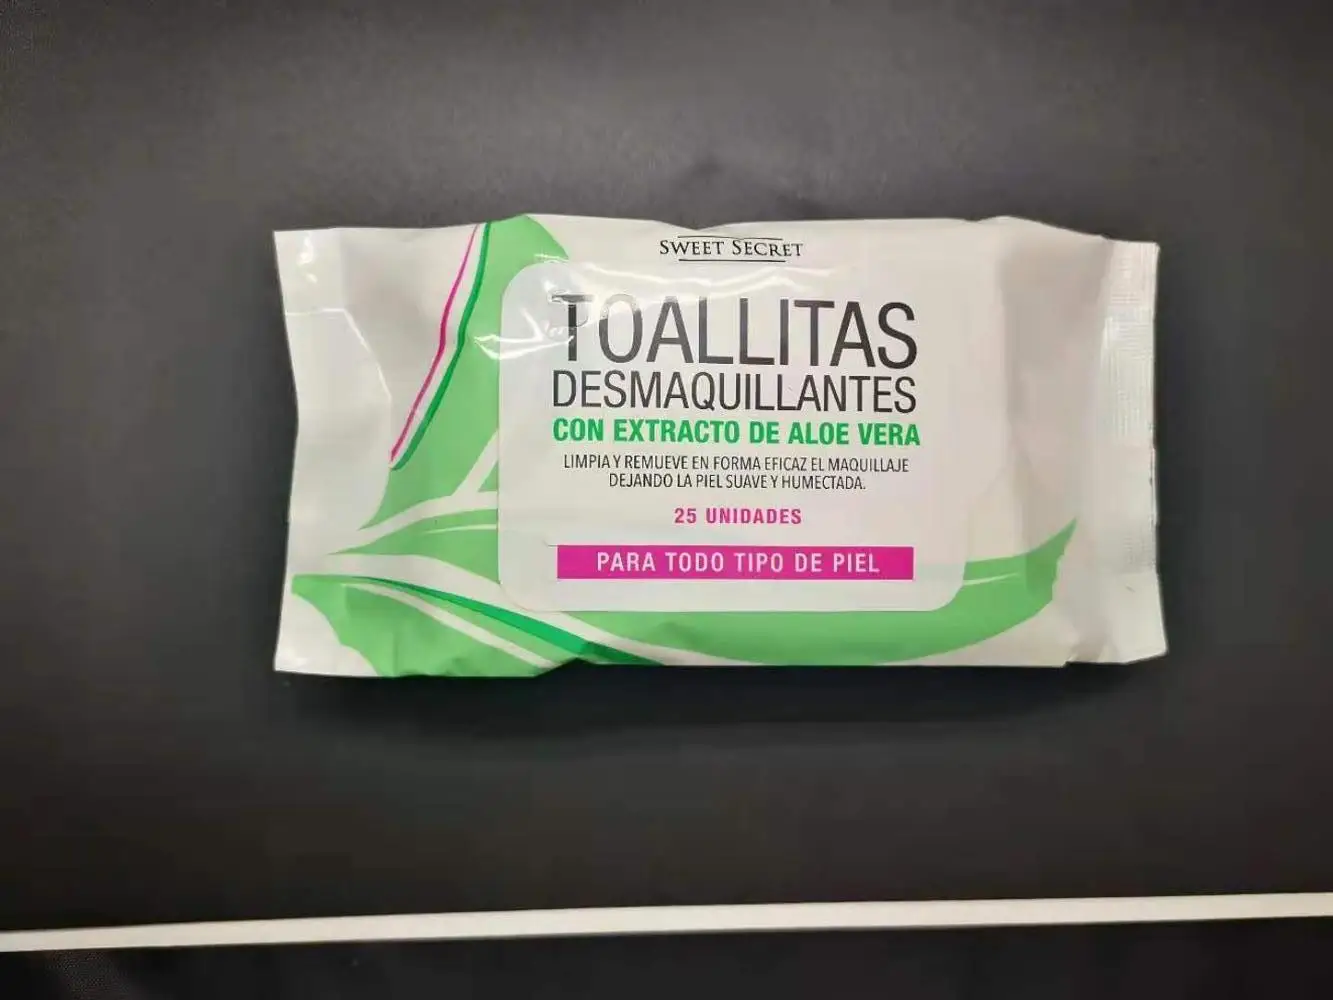 SWEET SECRET
TOALLITAS
DESMAQUILLANTES
CON EXTRACTO DE ALOE VERA
LIMPIA Y REMUEVE EN FORMA EFICAZ EL MAQUILLAJE
DEJANDO LA PIEL SUAVE Y HUMECTADA.
25 UNIDADES
PARA TODO TIPO DE PIEL